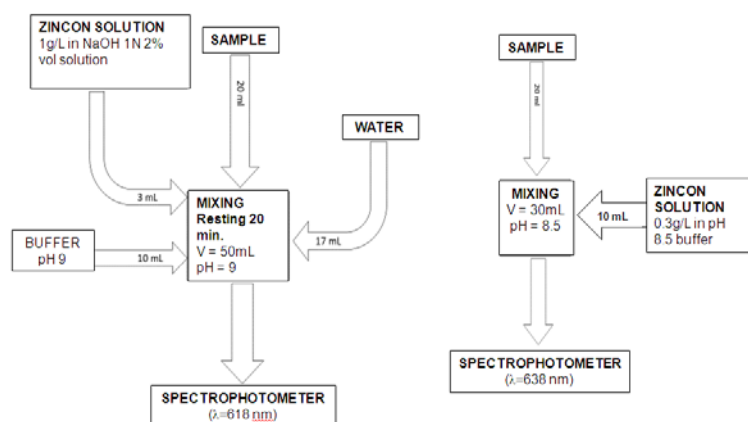 ZINCON SOLUTION
1g/L in NaOH 1N 2%
vol solution
SAMPLE
20 ml
WATER
3 mL
MIXING
Resting 20
min.
V = 50mL
pH = 9
17 mL
BUFFER
pH 9
10 mL
SPECTROPHOTOMETER
(λ=618 nm)
SAMPLE
20 ml
MIXING
V = 30mL
pH = 8.5
10 mL
ZINCON
SOLUTION
0.3g/L in pH
8.5 buffer
SPECTROPHOTOMETER
(λ=638 nm)